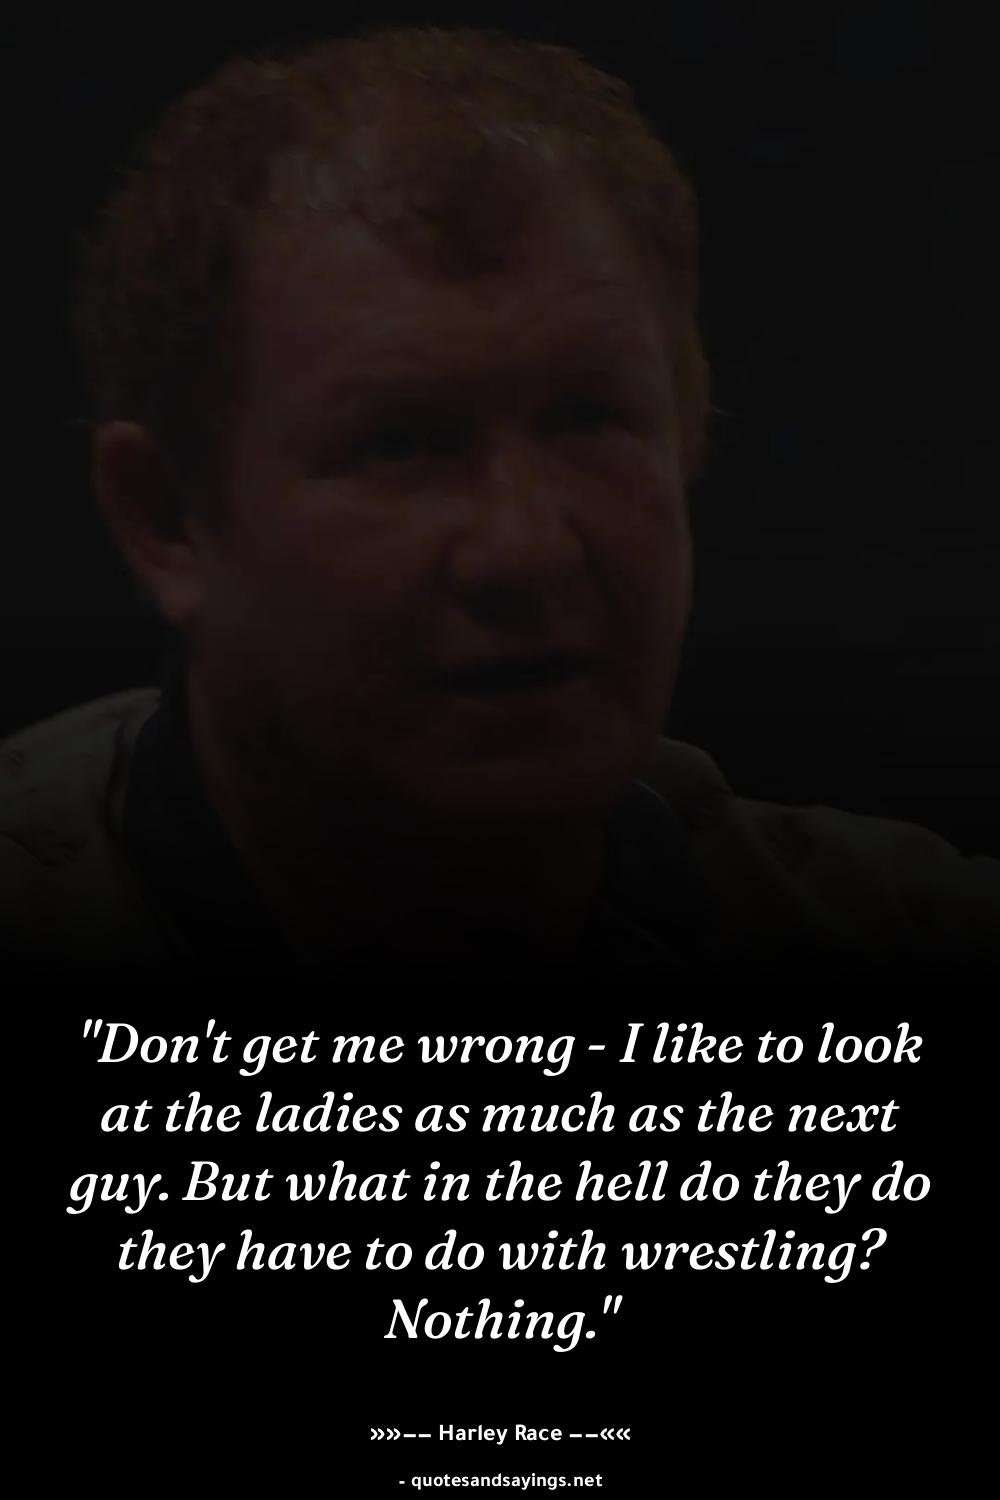 "Don't get me wrong - I like to look
at the ladies as much as the next
guy. But what in the hell do they do
they have to do with wrestling?
Nothing."
»»-- Harley Race --««
- quotesandsayings.net